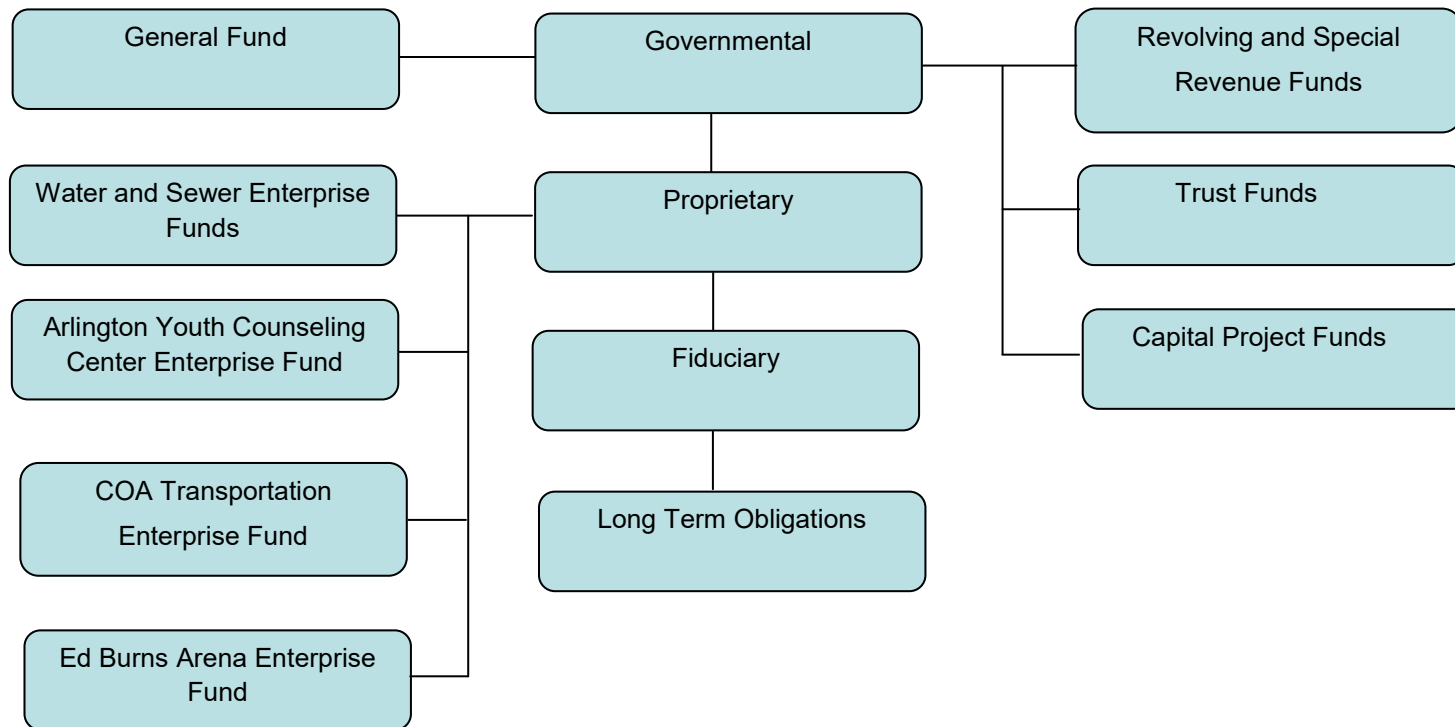 General Fund
Governmental
Revolving and Special
Revenue Funds
Water and Sewer Enterprise
Funds
Proprietary
Trust Funds
Arlington Youth Counseling
Center Enterprise Fund
Fiduciary
Capital Project Funds
COA Transportation
Enterprise Fund
Long Term Obligations
Ed Burns Arena Enterprise
Fund